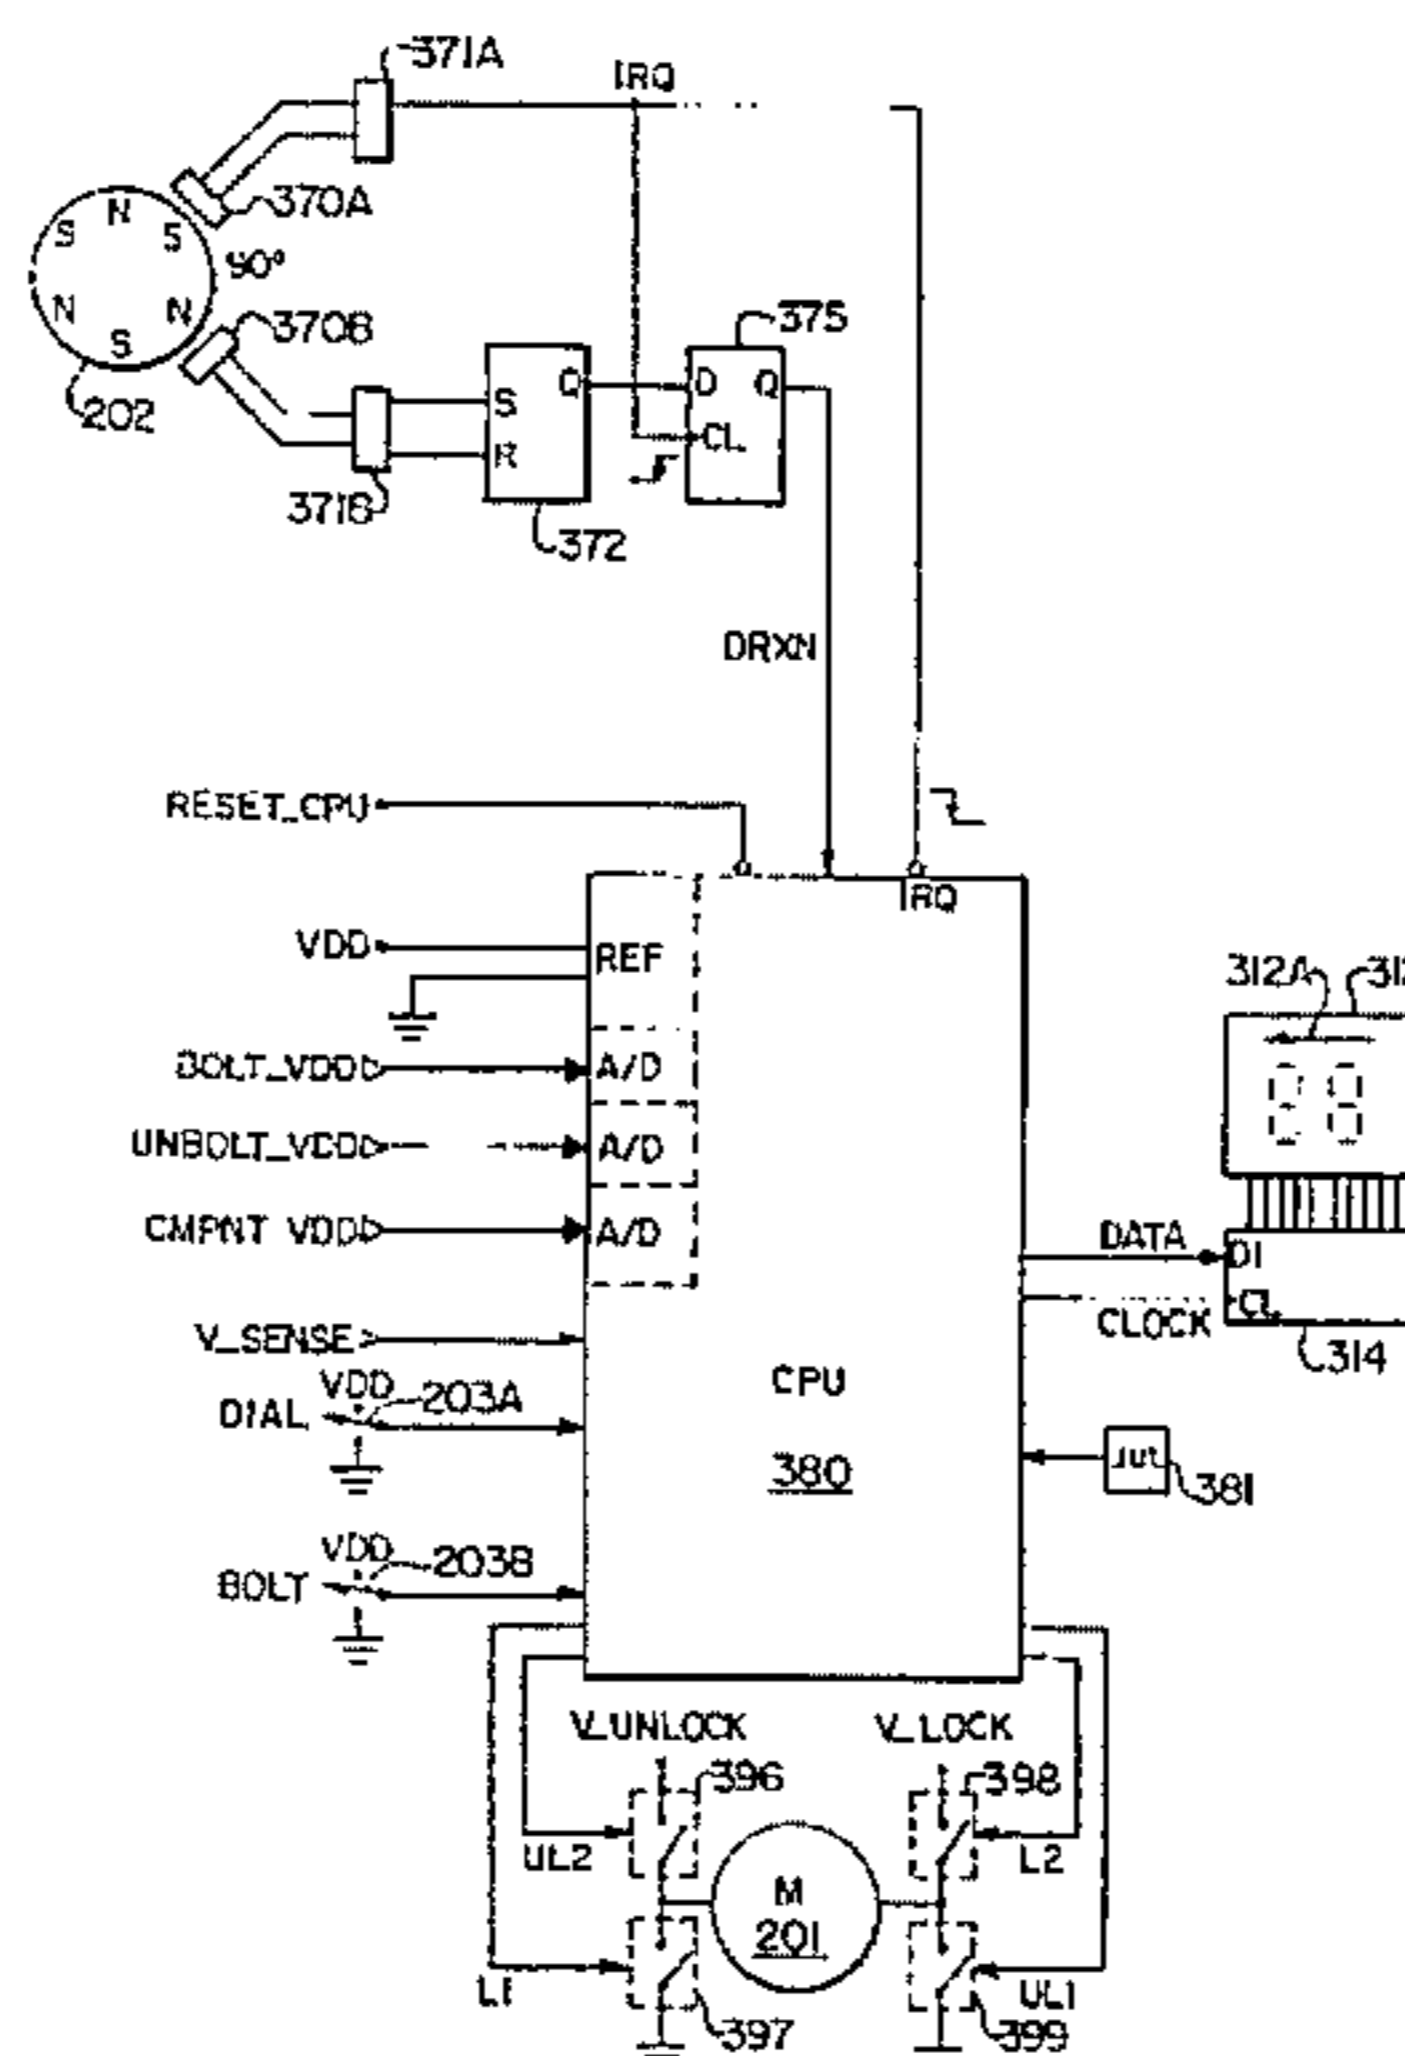 371A
IRQ
370A
S N S
90°
N N
S
370B
202
375
S Q
D Q
R
CL
371B
372
DRXN
RESET_CPU
IRQ
VDD
REF
312A
BOLT_VDD
A/D
UNBOLT_VDD
A/D
CMPNT VDD
A/D
DATA
DI
CL
CLOCK
314
V_SENSE
CPU
380
VDD
203A
DIAL
381
VDD
203B
BOLT
V_UNLOCK
V_LOCK
396
398
UL2
L2
M
201
L1
UL1
397
399